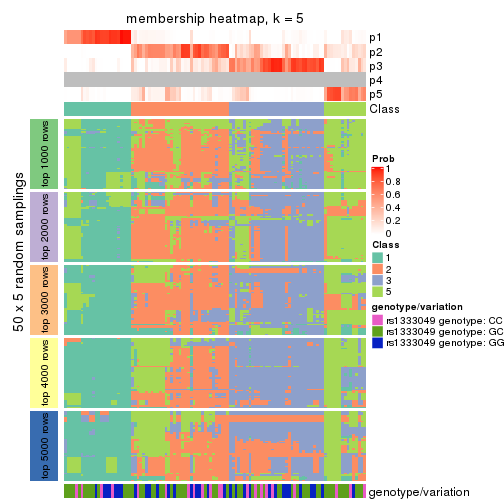 membership heatmap, k = 5
p1
p2
p3
p4
p5
Class
50 x 5 random samplings
top 1000 rows
top 2000 rows
top 3000 rows
top 4000 rows
top 5000 rows
genotype/variation
Prob
1
0.8
0.6
0.4
0.2
0
Class
1
2
3
5
genotype/variation
rs1333049 genotype: CC
rs1333049 genotype: GC
rs1333049 genotype: GG